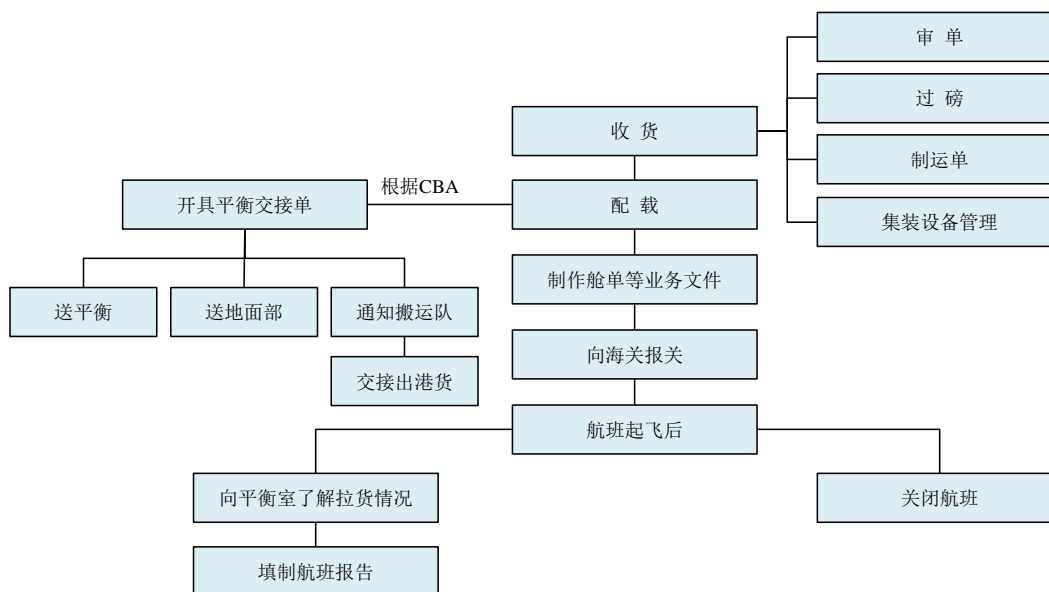 审 单
过 磅
收 货
制运单
根据CBA
开具平衡交接单
配 载
集装设备管理
制作舱单等业务文件
送平衡
送地面部
通知搬运队
向海关报关
交接出港货
航班起飞后
向平衡室了解拉货情况
关闭航班
填制航班报告